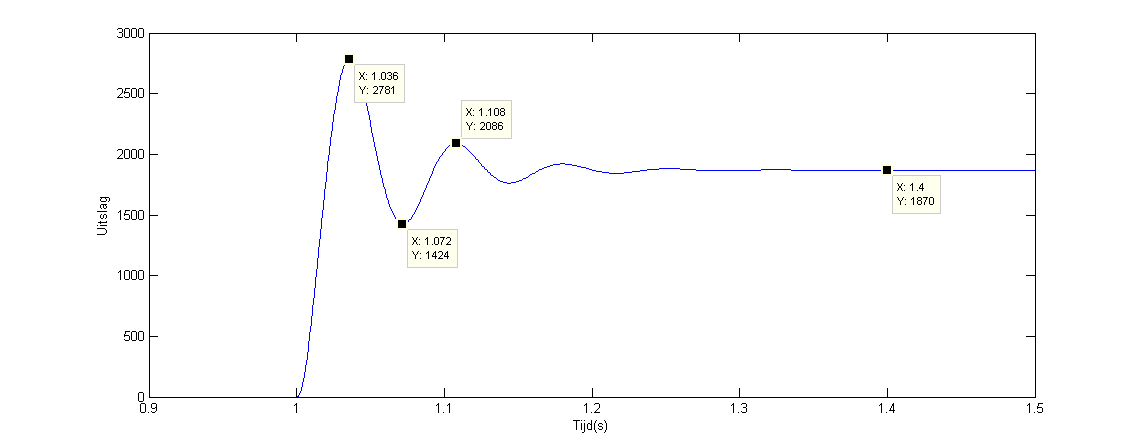 3000
2500
2000
1500
1000
500
0
Uitslag
X: 1.036
Y: 2781
X: 1.108
Y: 2086
X: 1.072
Y: 1424
X: 1.4
Y: 1870
0.9
1
1.1
1.2
1.3
1.4
1.5
Tijd(s)